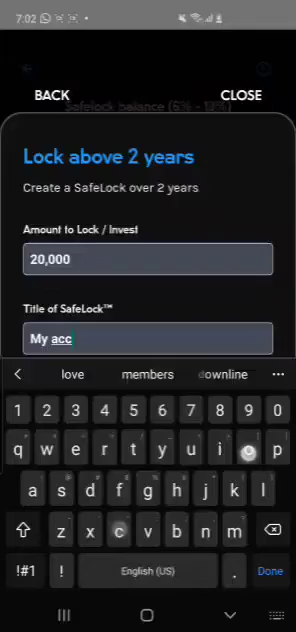 7:02
Safelock balance (5% - 13%)
BACK CLOSE
Lock above 2 years
Create a SafeLock over 2 years
Amount to Lock / Invest
20,000
Title of SafeLock™
My acc
love members downline
1 2 3 4 5 6 7 8 9 0
q w e r t y u i o p
a s d f g h j k l
z x c v b n m
!#1 ! English (US) . Done